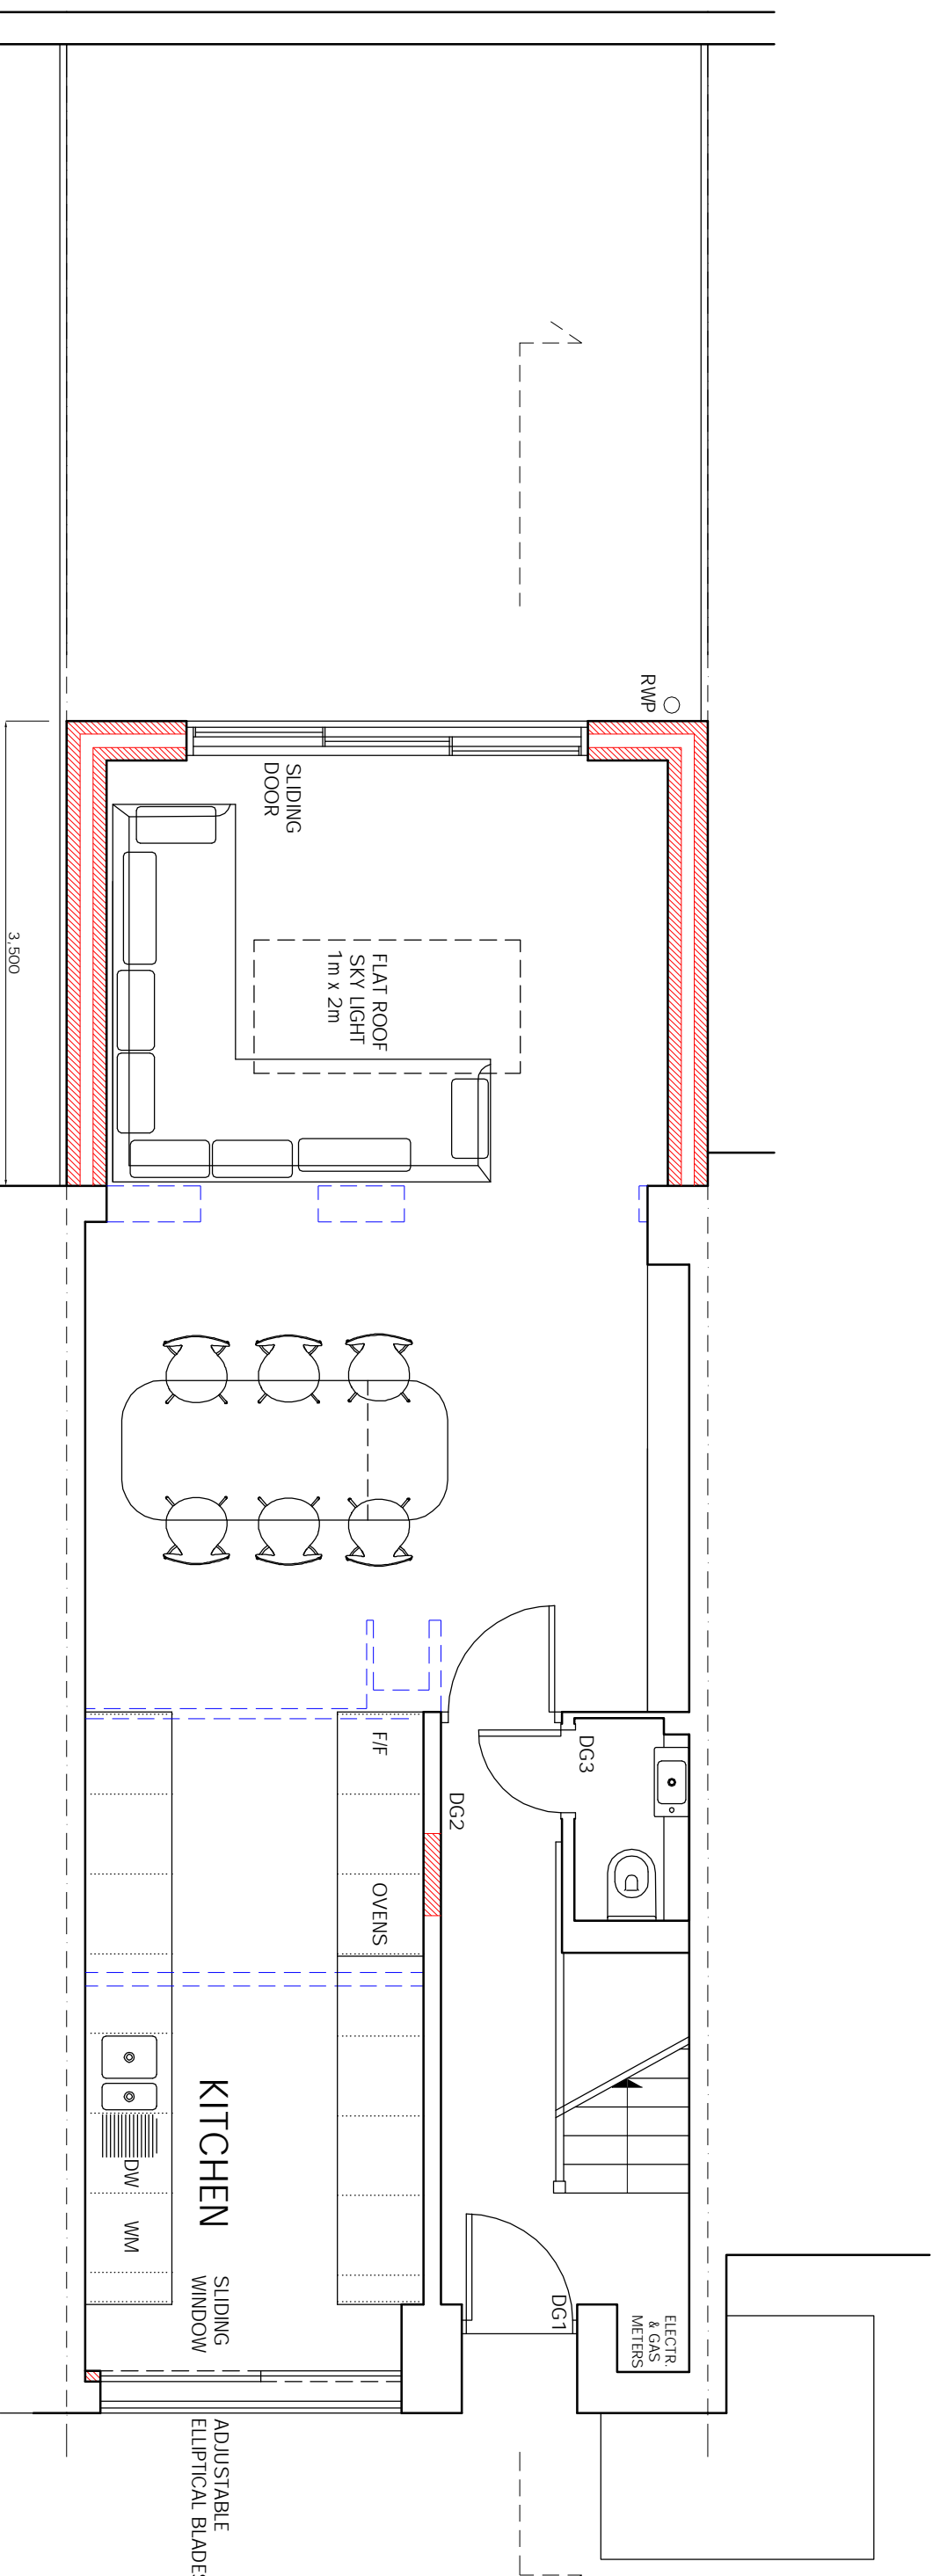 RWP
SLIDING
DOOR
3,500
FLAT ROOF
SKY LIGHT
1m x 2m
F/F
DG3
DG2
OVENS
KITCHEN
DW
WM
SLIDING
WINDOW
DG1
ELECTR.
& GAS
METERS
ADJUSTABLE
ELLIPTICAL BLADES